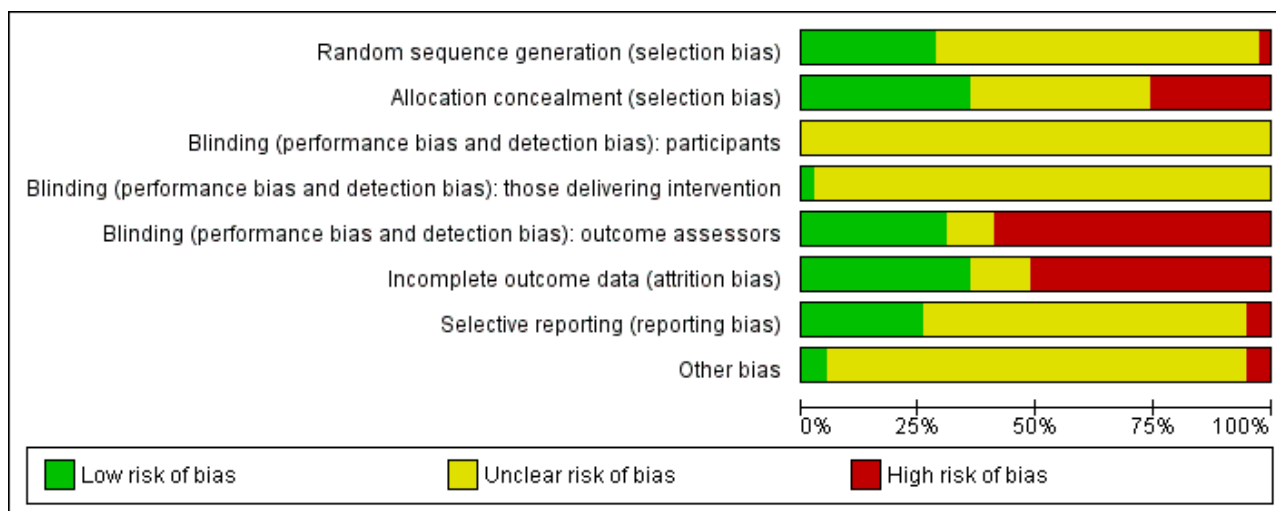 Random sequence generation (selection bias)
Allocation concealment (selection bias)
Blinding (performance bias and detection bias): participants
Blinding (performance bias and detection bias): those delivering intervention
Blinding (performance bias and detection bias): outcome assessors
Incomplete outcome data (attrition bias)
Selective reporting (reporting bias)
Other bias
0% 25% 50% 75% 100%
Low risk of bias Unclear risk of bias High risk of bias